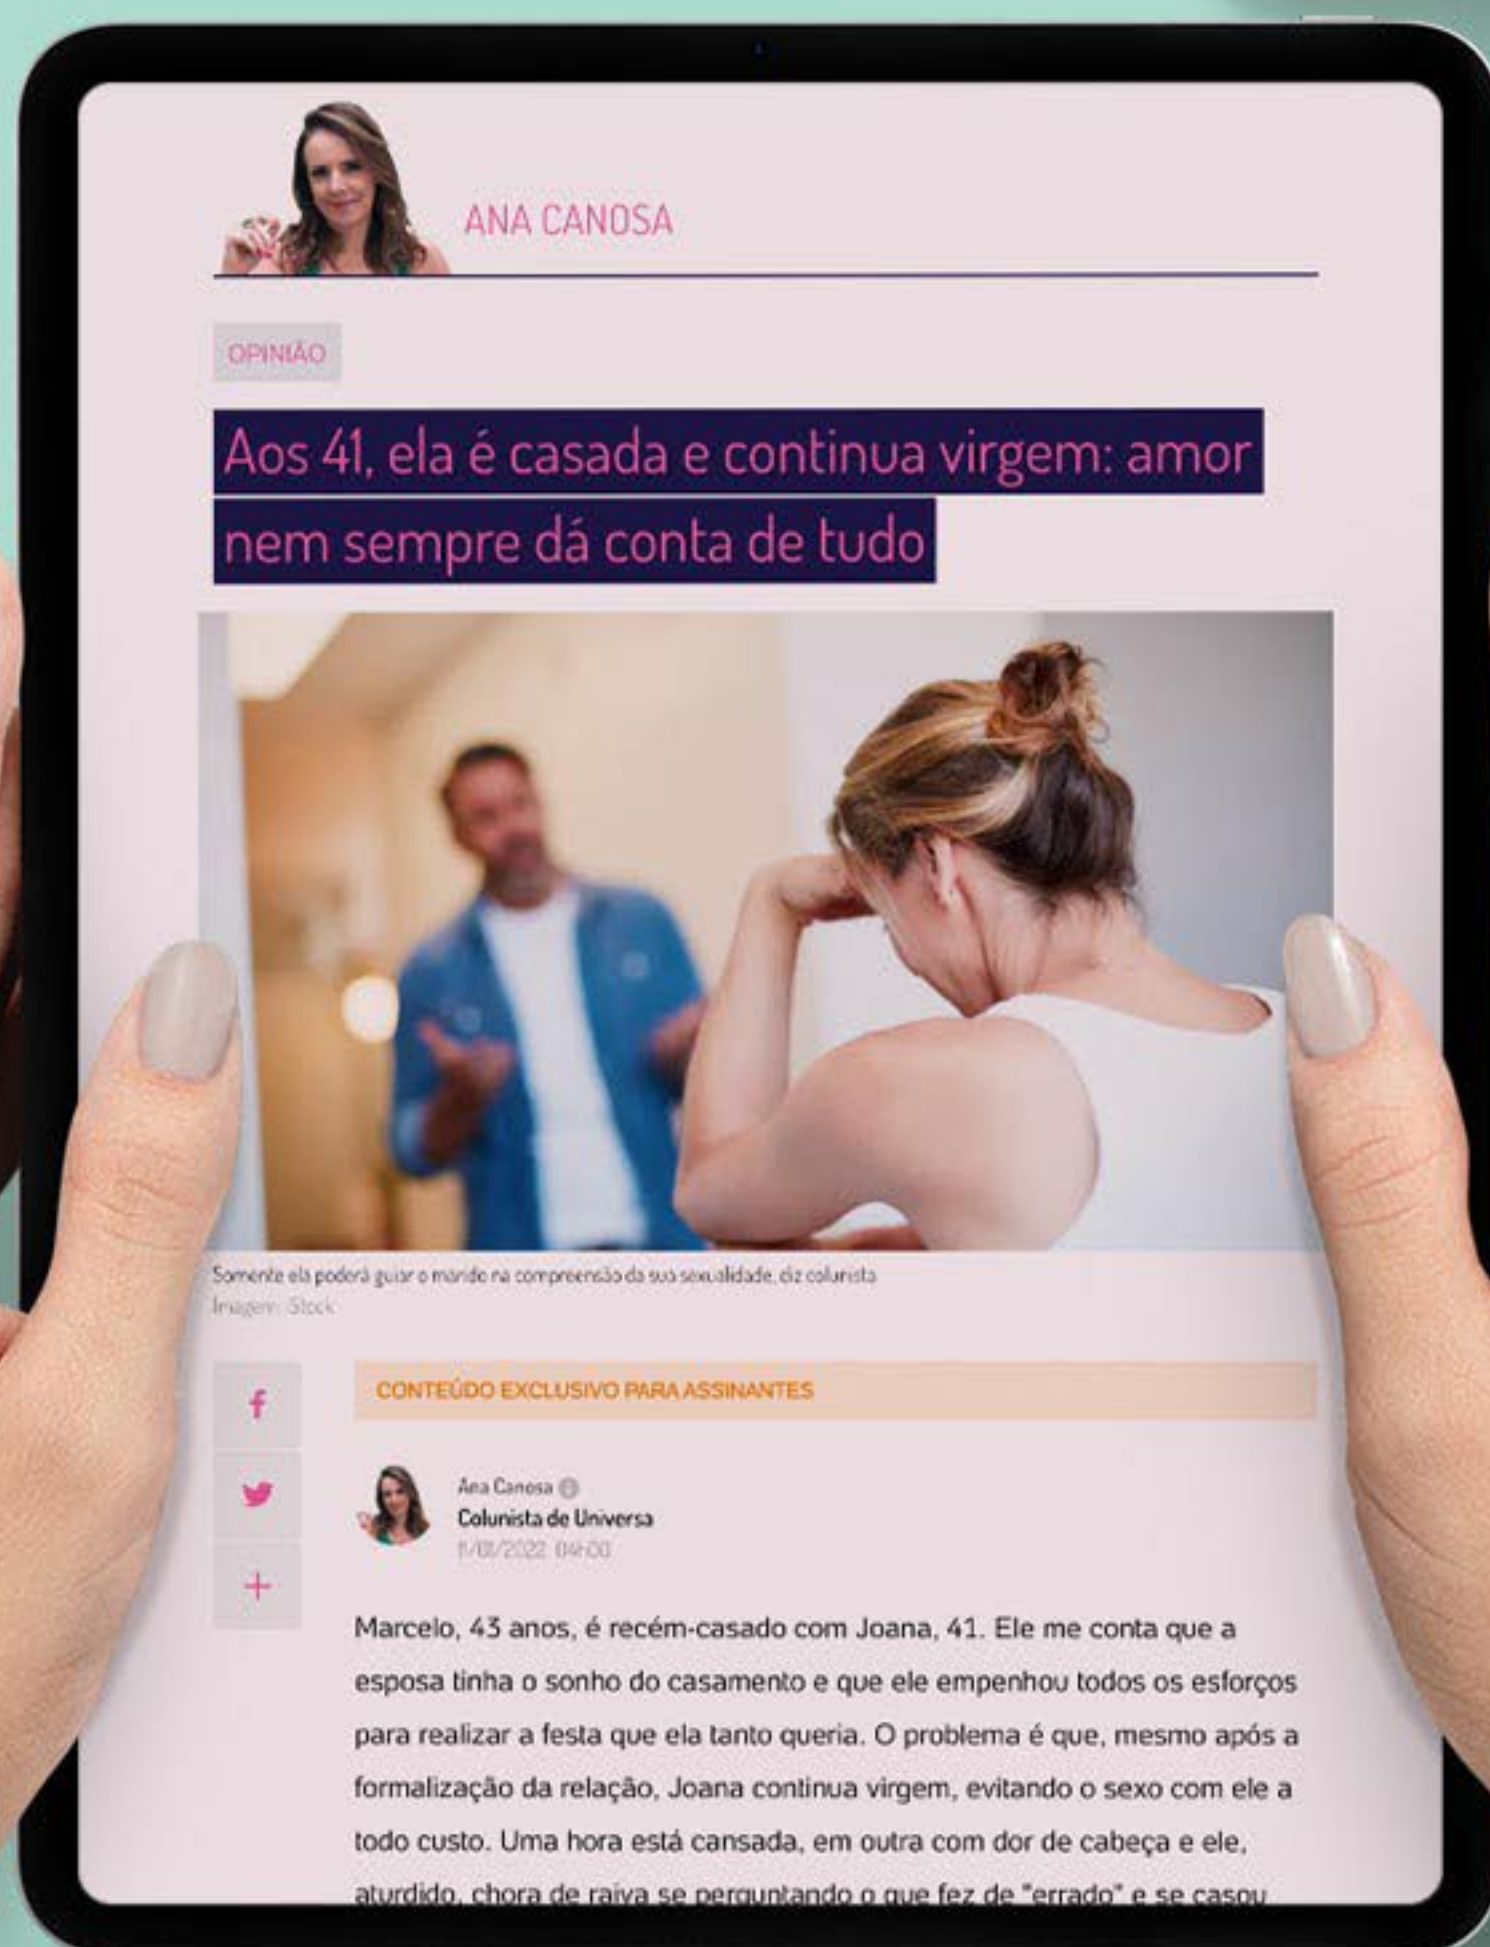 ANA CANOSA
OPINIÃO
Aos 41, ela é casada e continua virgem: amor
nem sempre dá conta de tudo
Somente ela poderá guiar o marido na compreensão da sua sexualidade, diz colunista
Imagem: iStock
CONTEÚDO EXCLUSIVO PARA ASSINANTES
Ana Canosa
Colunista de Universa
04h00
Marcelo, 43 anos, é recém-casado com Joana, 41. Ele me conta que a
esposa tinha o sonho do casamento e que ele empenhou todos os esforços
para realizar a festa que ela tanto queria. O problema é que, mesmo após a
formalização da relação, Joana continua virgem, evitando o sexo com ele a
todo custo. Uma hora está cansada, em outra com dor de cabeça e ele,
aturdido, chora de raiva se perguntando o que fez de "errado" e se casou